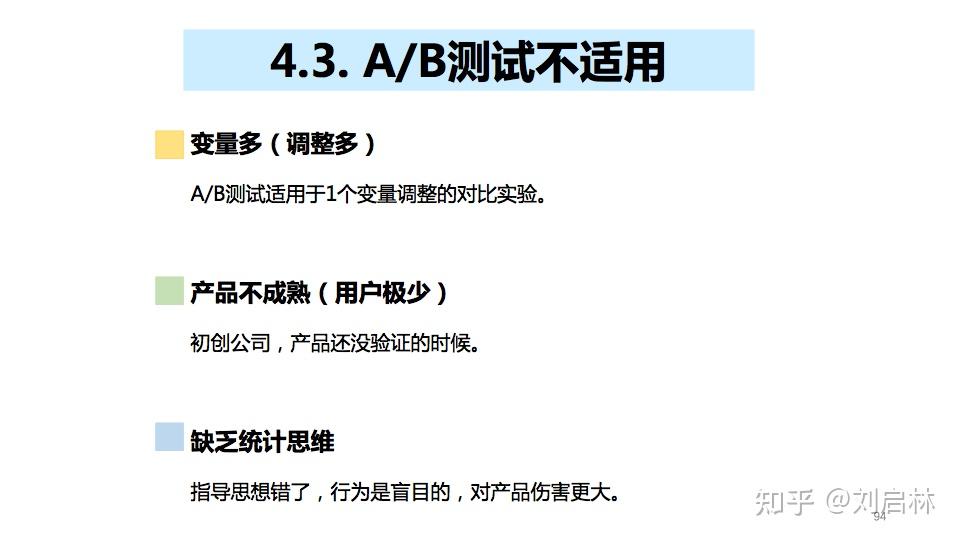 4.3. A/B测试不适用
变量多（调整多）
A/B测试适用于1个变量调整的对比实验。
产品不成熟（用户极少）
初创公司，产品还没验证的时候。
缺乏统计思维
指导思想错了，行为是盲目的，对产品伤害更大。
知乎 @刘启林
94